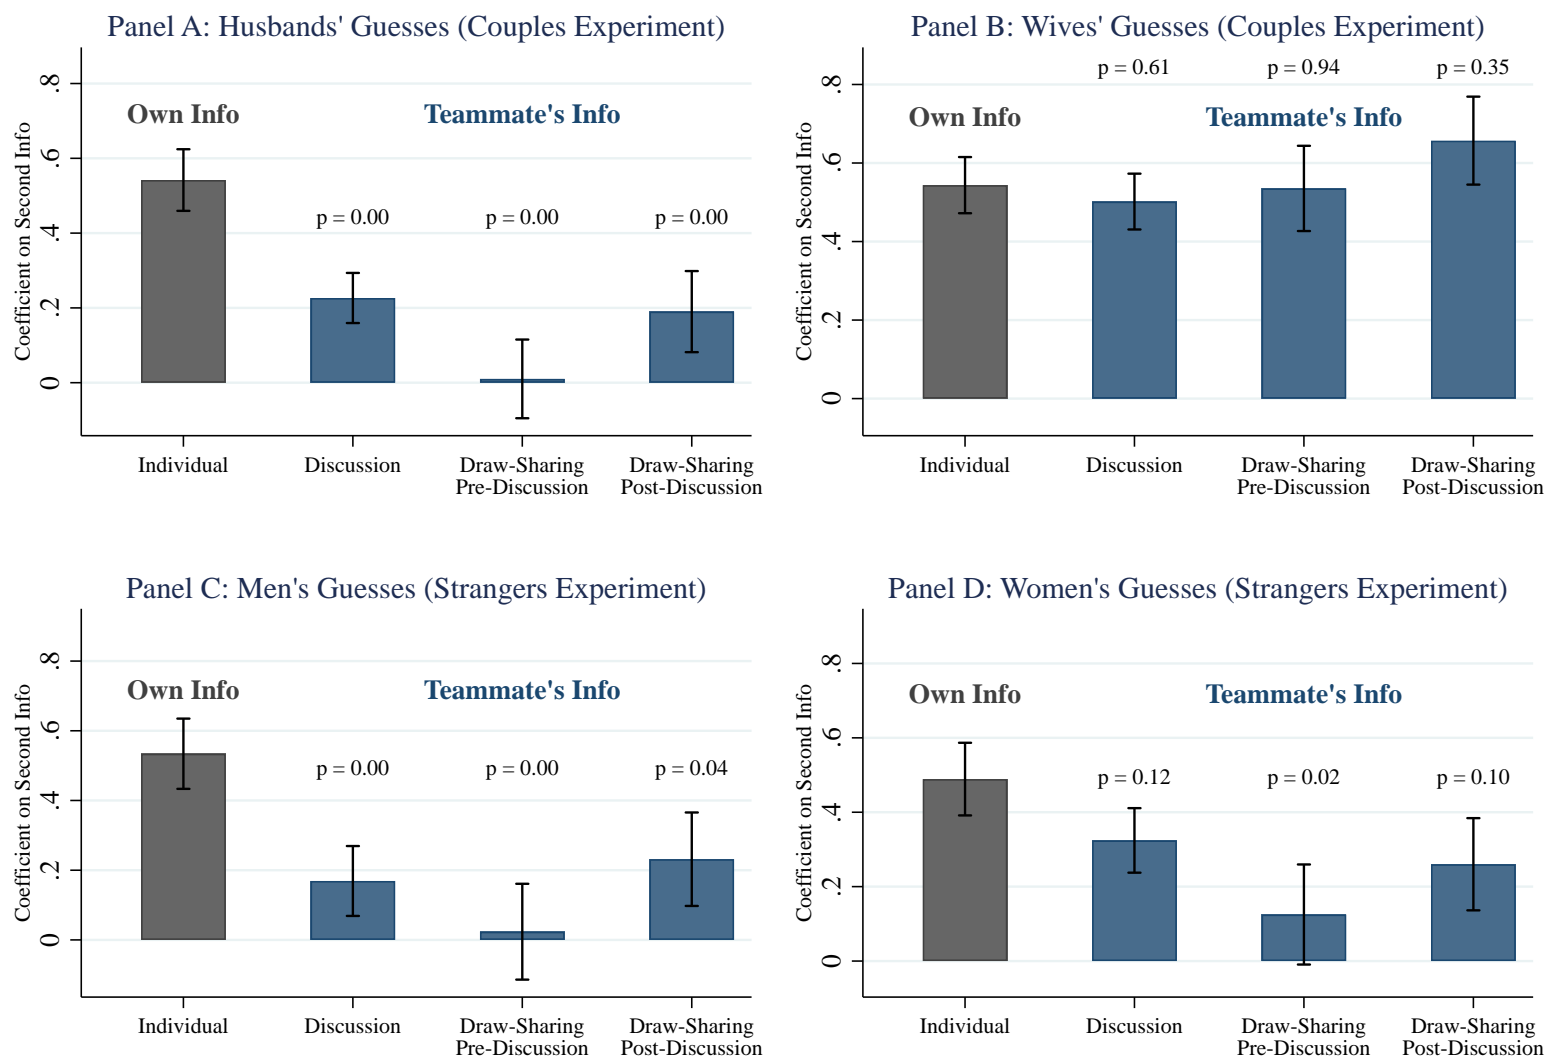 Panel A: Husbands' Guesses (Couples Experiment)
Coefficient on Second Info
.8
.6
.4
.2
0
Own Info
Teammate's Info
p = 0.00
p = 0.00
p = 0.00
Individual
Discussion
Draw-Sharing
Pre-Discussion
Draw-Sharing
Post-Discussion
Panel B: Wives' Guesses (Couples Experiment)
Coefficient on Second Info
.8
.6
.4
.2
0
p = 0.61
p = 0.94
p = 0.35
Own Info
Teammate's Info
Individual
Discussion
Draw-Sharing
Pre-Discussion
Draw-Sharing
Post-Discussion
Panel C: Men's Guesses (Strangers Experiment)
Coefficient on Second Info
.8
.6
.4
.2
0
Own Info
Teammate's Info
p = 0.00
p = 0.00
p = 0.04
Individual
Discussion
Draw-Sharing
Pre-Discussion
Draw-Sharing
Post-Discussion
Panel D: Women's Guesses (Strangers Experiment)
Coefficient on Second Info
.8
.6
.4
.2
0
Own Info
Teammate's Info
p = 0.12
p = 0.02
p = 0.10
Individual
Discussion
Draw-Sharing
Pre-Discussion
Draw-Sharing
Post-Discussion